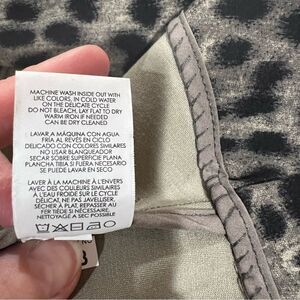 MACHINE WASH INSIDE OUT WITH
LIKE COLORS, IN COLD WATER
ON THE DELICATE CYCLE
DO NOT BLEACH, LAY FLAT TO DRY
WARM IRON IF NEEDED
CAN BE DRY CLEANED
LAVAR A MÁQUINA CON AGUA
FRÍA AL REVÉS EN CICLO
DELICADO CON COLORES SIMILARES
NO USAR BLANQUEADOR
SECAR SOBRE SUPERFICIE PLANA
PLANCHA TIBIA SI FUERA NECESARIO
SE PUEDE LAVAR EN SECO
LAVER À LA MACHINE À L'ENVERS
AVEC DES COULEURS SIMILAIRES
À L'EAU FROIDE SUR LE CYCLE
DÉLICAT, NE PAS JAVELLISER,
SÉCHER À PLAT, REPASSER AU
FER TIÈDE SI NÉCESSAIRE,
NETTOYAGE A SEC POSSIBLE